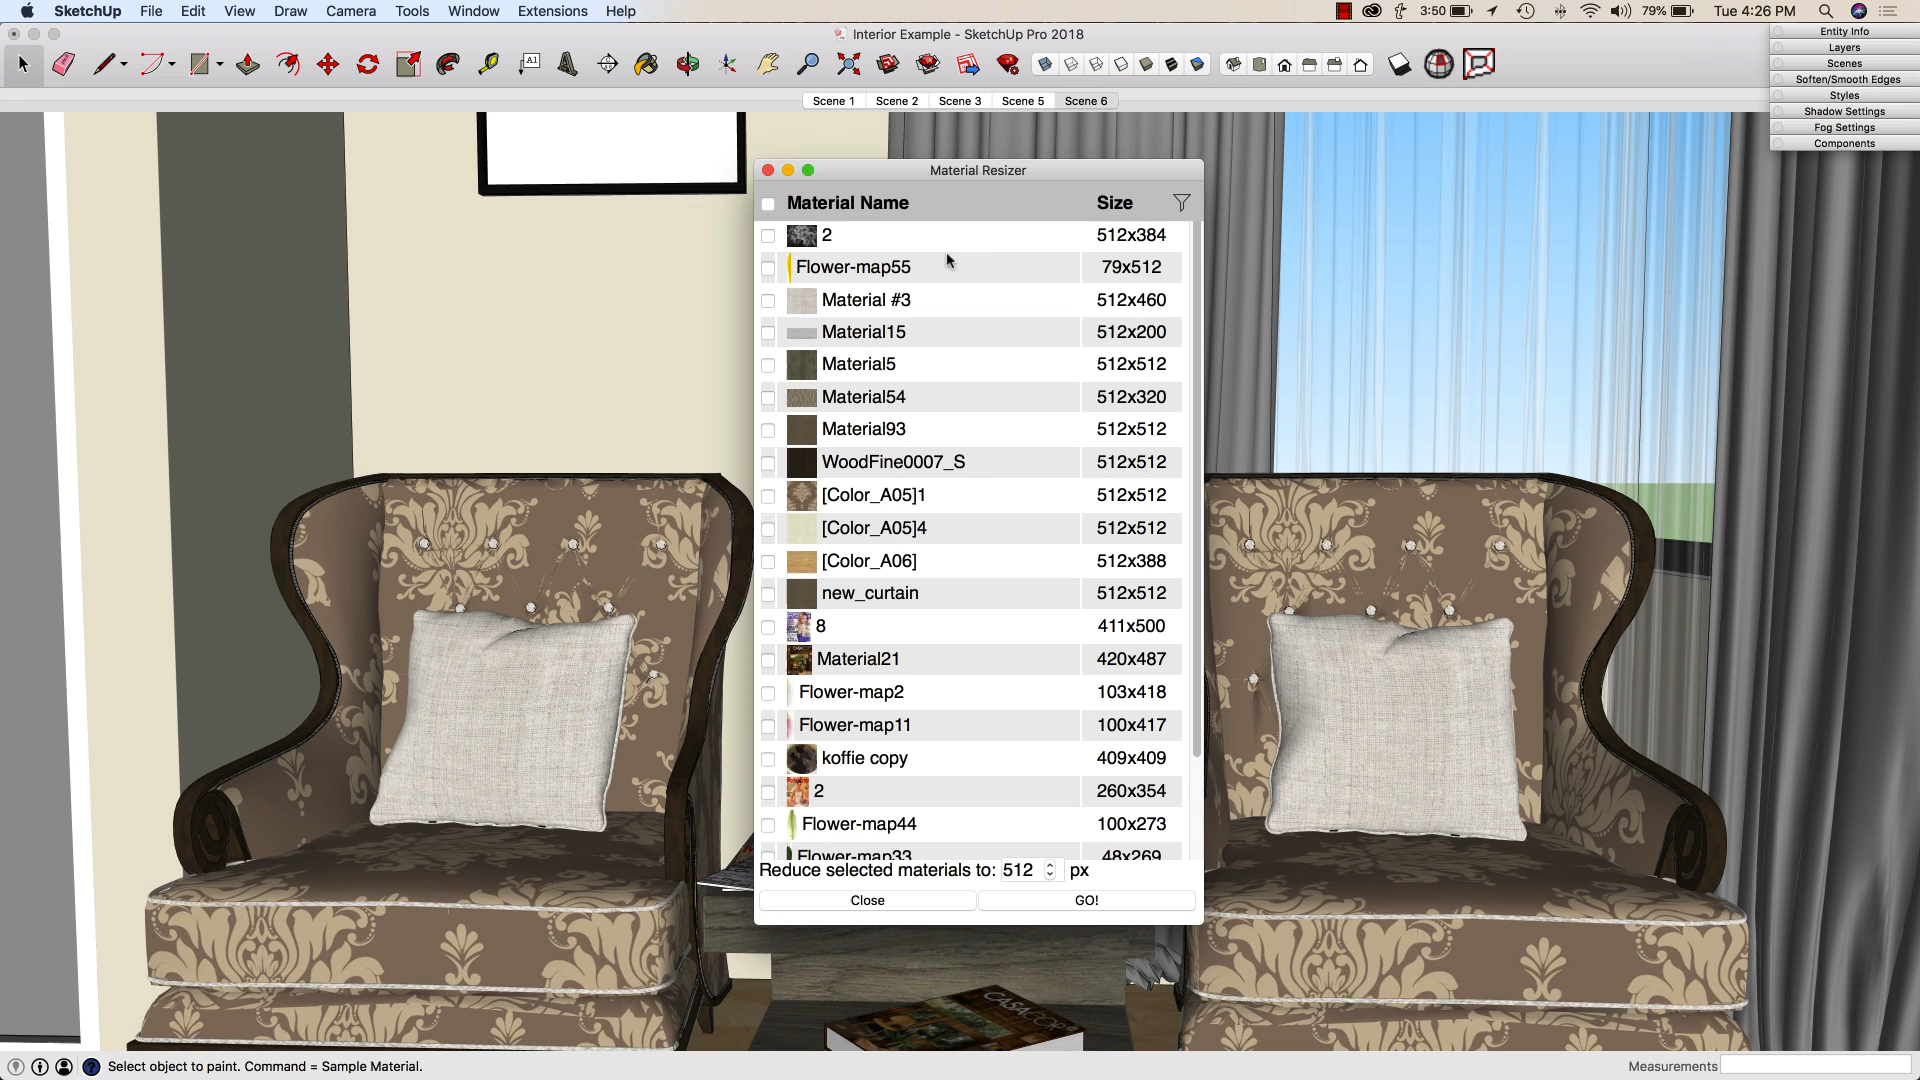 SketchUp File Edit View Draw Camera Tools Window Extensions Help 3:50 79% Tue 4:26 PM
Interior Example - SketchUp Pro 2018
A1
Scene 1 Scene 2 Scene 3 Scene 5 Scene 6
Entity Info
Layers
Scenes
Soften/Smooth Edges
Styles
Shadow Settings
Fog Settings
Components
Material Resizer
Material Name Size
2 512x384
Flower-map55 79x512
Material #3 512x460
Material15 512x200
Material5 512x512
Material54 512x320
Material93 512x512
WoodFine0007_S 512x512
[Color_A05]1 512x512
[Color_A05]4 512x512
[Color_A06] 512x388
new_curtain 512x512
8 411x500
Material21 420x487
Flower-map2 103x418
Flower-map11 100x417
koffie copy 409x409
2 260x354
Flower-map44 100x273
Flower-map33 48x269
Reduce selected materials to: 512 px
Close GO!
Select object to paint. Command = Sample Material.
Measurements